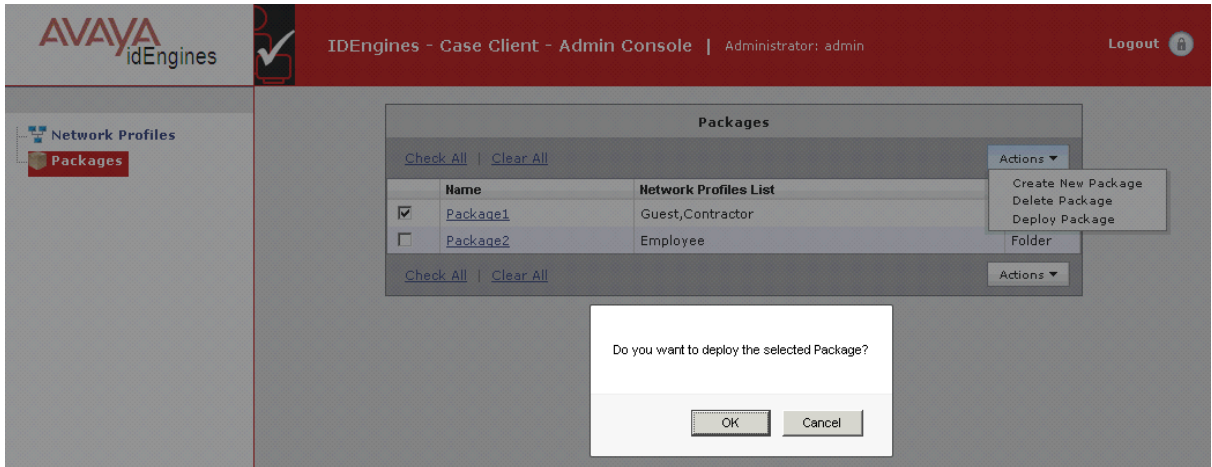 AVAYA
idEngines
IDEngines - Case Client - Admin Console | Administrator: admin
Logout
Network Profiles
Packages
Packages
Check All | Clear All
Actions
Name Network Profiles List
Create New Package
Delete Package
Deploy Package
Package1 Guest,Contractor
Package2 Employee Folder
Check All | Clear All
Actions
Do you want to deploy the selected Package?
OK Cancel